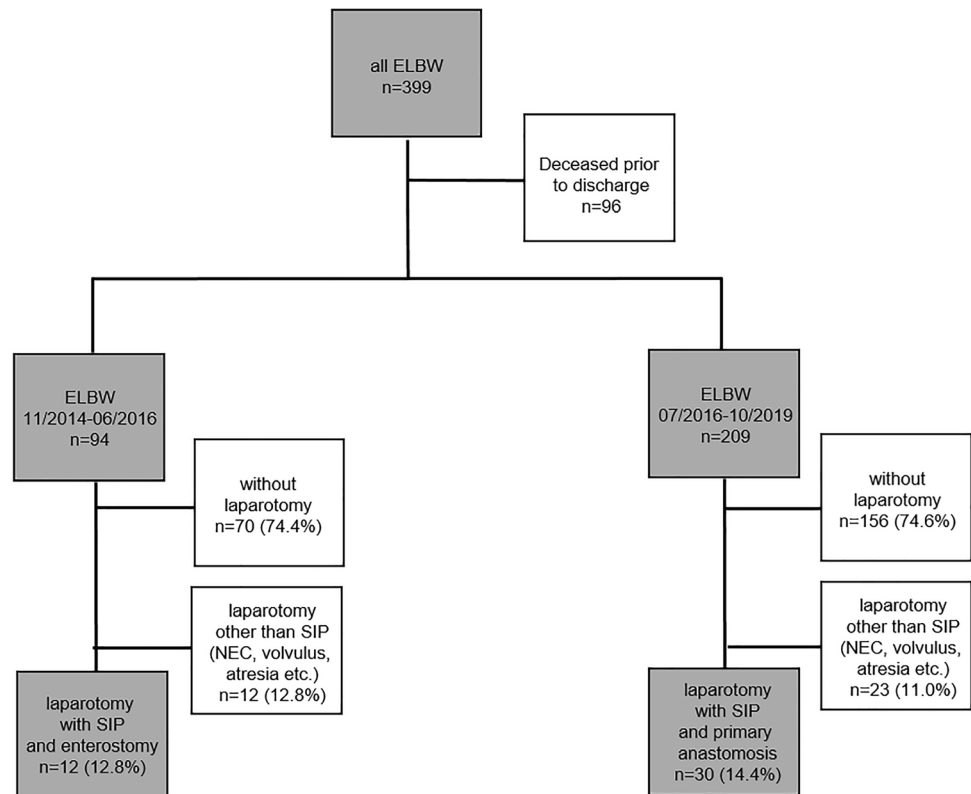 all ELBW
n=399
Deceased prior
to discharge
n=96
ELBW
11/2014-06/2016
n=94
without
laparotomy
n=70 (74.4%)
laparotomy
other than SIP
(NEC, volvulus,
atresia etc.)
n=12 (12.8%)
laparotomy
with SIP
and enterostomy
n=12 (12.8%)
ELBW
07/2016-10/2019
n=209
without
laparotomy
n=156 (74.6%)
laparotomy
other than SIP
(NEC, volvulus,
atresia etc.)
n=23 (11.0%)
laparotomy
with SIP
and primary
anastomosis
n=30 (14.4%)